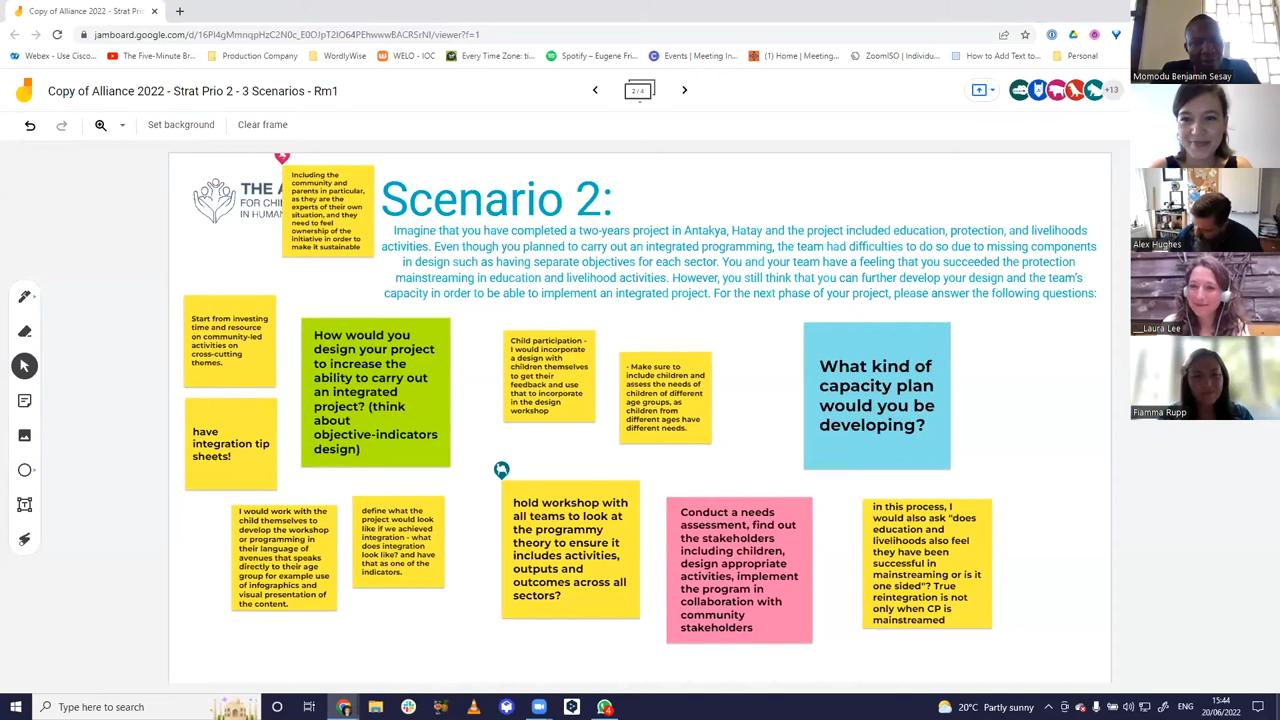 Copy of Alliance 2022 - Strat Prio 2
jamboard.google.com/d/16Pl4gMmnqpHzC2N0c_E0OJpT2IO64PEhwwwBACRSrNI/viewer?f=1
Webex - Use Cisco...
The Five-Minute Br...
Production Company
WordlyWise
WELO - IOC
Every Time Zone: ti...
Spotify – Eugene Fri...
Events | Meeting In...
(1) Home | Meeting...
ZoomISO | Individu...
How to Add Text to...
Personal
Copy of Alliance 2022 - Strat Prio 2 - 3 Scenarios - Rm1
2 / 4
+13
Set background
Clear frame
THE A
FOR CHI
IN HUMAN
Including the
community and
parents in particular,
as they are the
experts of their own
situation, and they
need to feel
ownership of the
initiative in order to
make it sustainable
Scenario 2:
Imagine that you have completed a two-years project in Antakya, Hatay and the project included education, protection, and livelihoods
activities. Even though you planned to carry out an integrated programming, the team had difficulties to do so due to missing components
in design such as having separate objectives for each sector. You and your team have a feeling that you succeeded the protection
mainstreaming in education and livelihood activities. However, you still think that you can further develop your design and the team's
capacity in order to be able to implement an integrated project. For the next phase of your project, please answer the following questions:
Start from investing
time and resource
on community-led
activities on
cross-cutting
themes.
How would you
design your project
to increase the
ability to carry out
an integrated
project? (think
about
objective-indicators
design)
Child participation -
I would incorporate
a design with
children themselves
to get their
feedback and use
that to incorporate
in the design
workshop
- Make sure to
include children and
assess the needs of
children of different
age groups, as
children from
different ages have
different needs.
What kind of
capacity plan
would you be
developing?
have
integration tip
sheets!
I would work with the
child themselves to
develop the workshop
or programming in
their language of
avenues that speaks
directly to their age
group for example use
of infographics and
visual presentation of
the content.
define what the
project would look
like if we achieved
integration - what
does integration
look like? and have
that as one of the
indicators.
hold workshop with
all teams to look at
the programmy
theory to ensure it
includes activities,
outputs and
outcomes across all
sectors?
Conduct a needs
assessment, find out
the stakeholders
including children,
design appropriate
activities, implement
the program in
collaboration with
community
stakeholders
in this process, I
would also ask "does
education and
livelihoods also feel
they have been
successful in
mainstreaming or is it
one sided"? True
reintegration is not
only when CP is
mainstreamed
Momodu Benjamin Sesay
Alex Hughes
__Laura Lee
Fiamma Rupp
Type here to search
4
20°C Partly sunny
ENG
15:44
20/06/2022